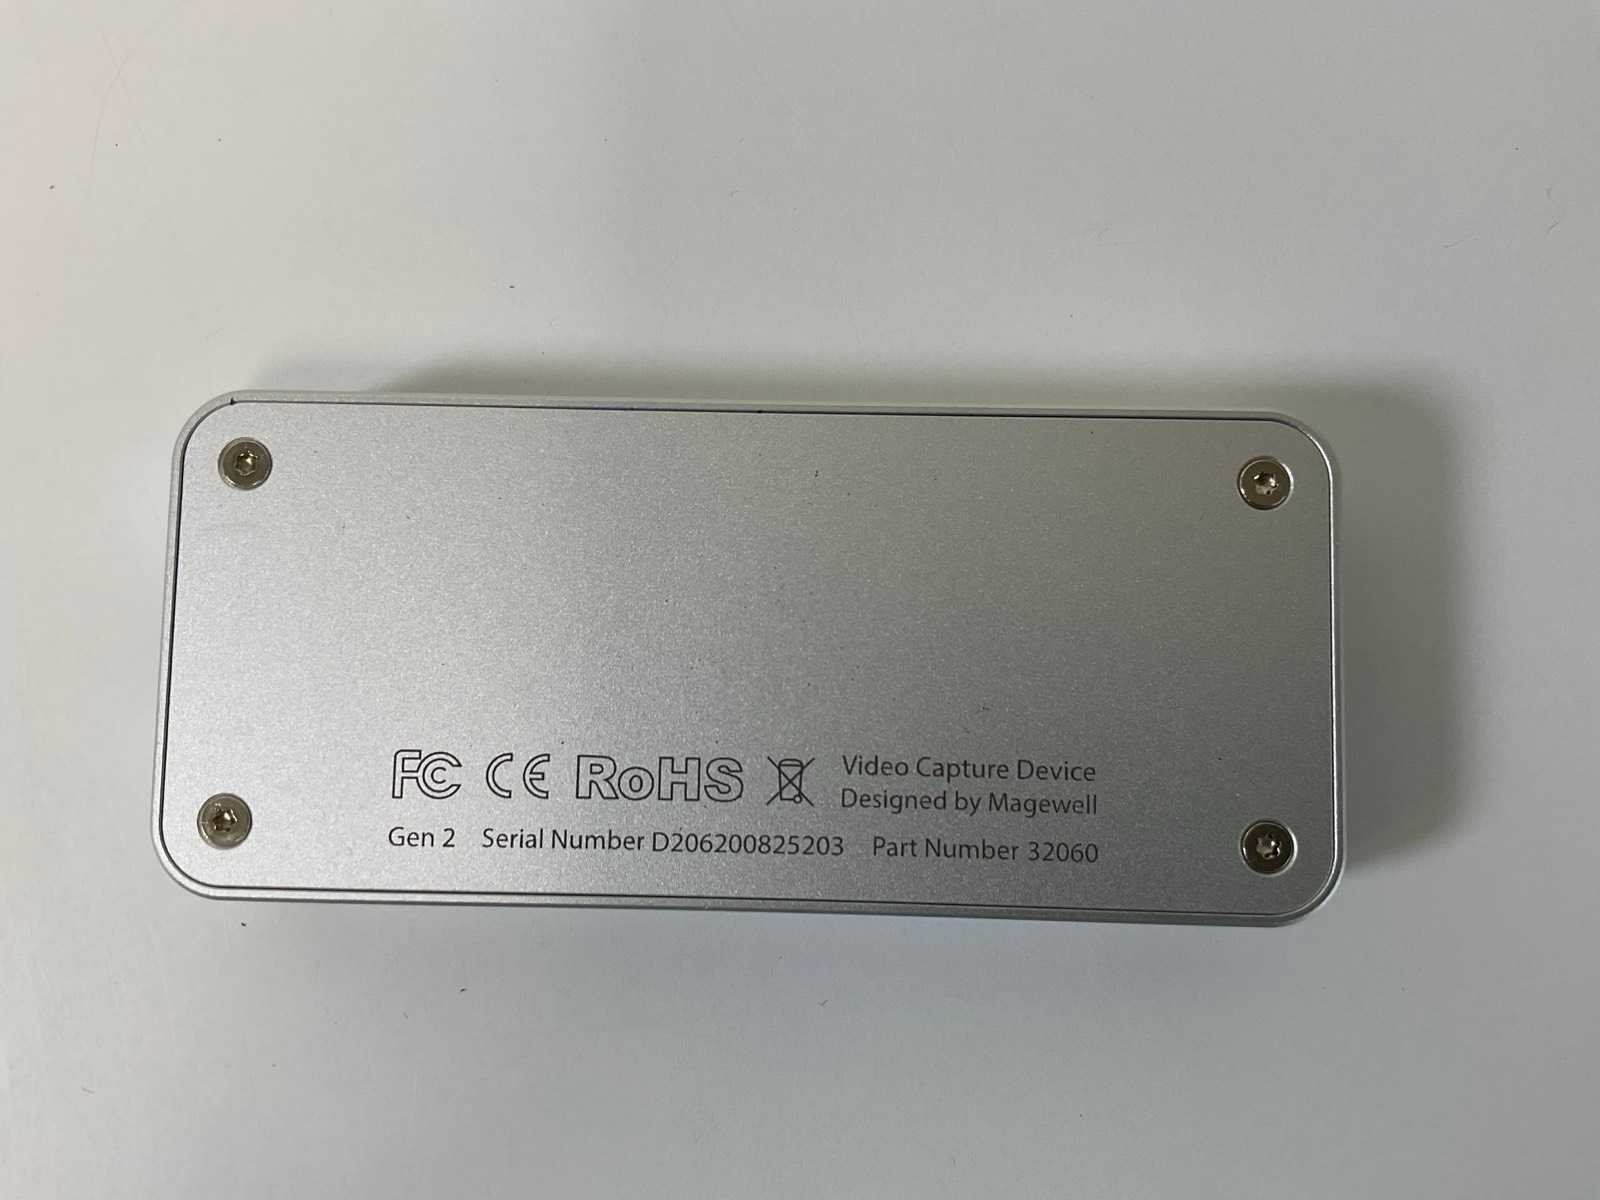 FC CE RoHS
Video Capture Device
Designed by Magewell
Gen 2 Serial Number D206200825203 Part Number 32060